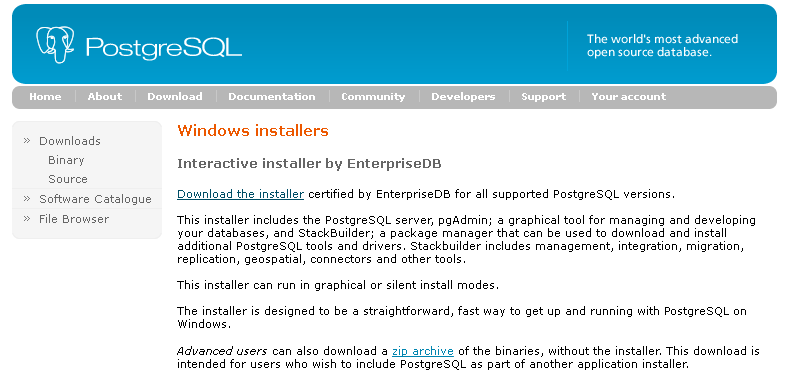 PostgreSQL
The world's most advanced
open source database.
Home About Download Documentation Community Developers Support Your account
» Downloads
Binary
Source
» Software Catalogue
» File Browser
Windows installers
Interactive installer by EnterpriseDB
Download the installer certified by EnterpriseDB for all supported PostgreSQL versions.
This installer includes the PostgreSQL server, pgAdmin; a graphical tool for managing and developing
your databases, and StackBuilder; a package manager that can be used to download and install
additional PostgreSQL tools and drivers. Stackbuilder includes management, integration, migration,
replication, geospatial, connectors and other tools.
This installer can run in graphical or silent install modes.
The installer is designed to be a straightforward, fast way to get up and running with PostgreSQL on
Windows.
Advanced users can also download a zip archive of the binaries, without the installer. This download is
intended for users who wish to include PostgreSQL as part of another application installer.